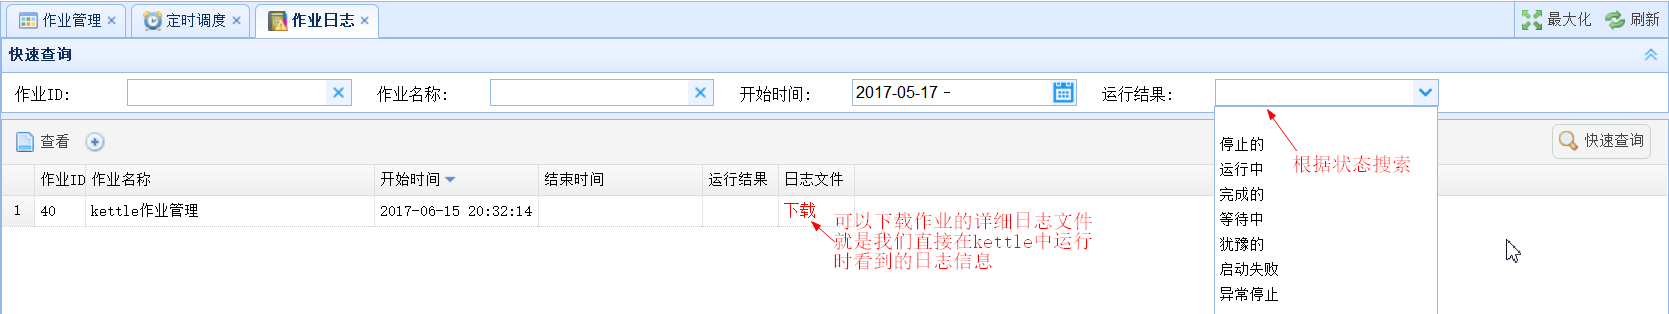 作业管理 定时调度 作业日志 最大化 刷新
快速查询
作业ID: 作业名称: 开始时间: 2017-05-17 - 运行结果:
查看 快速查询
作业ID 作业名称 开始时间 结束时间 运行结果 日志文件
1 40 kettle作业管理 2017-06-15 20:32:14 下载
可以下载作业的详细日志文件
就是我们直接在kettle中运行
时看到的日志信息
停止的
运行中
完成的
等待中
犹豫的
启动失败
异常停止
根据状态搜索